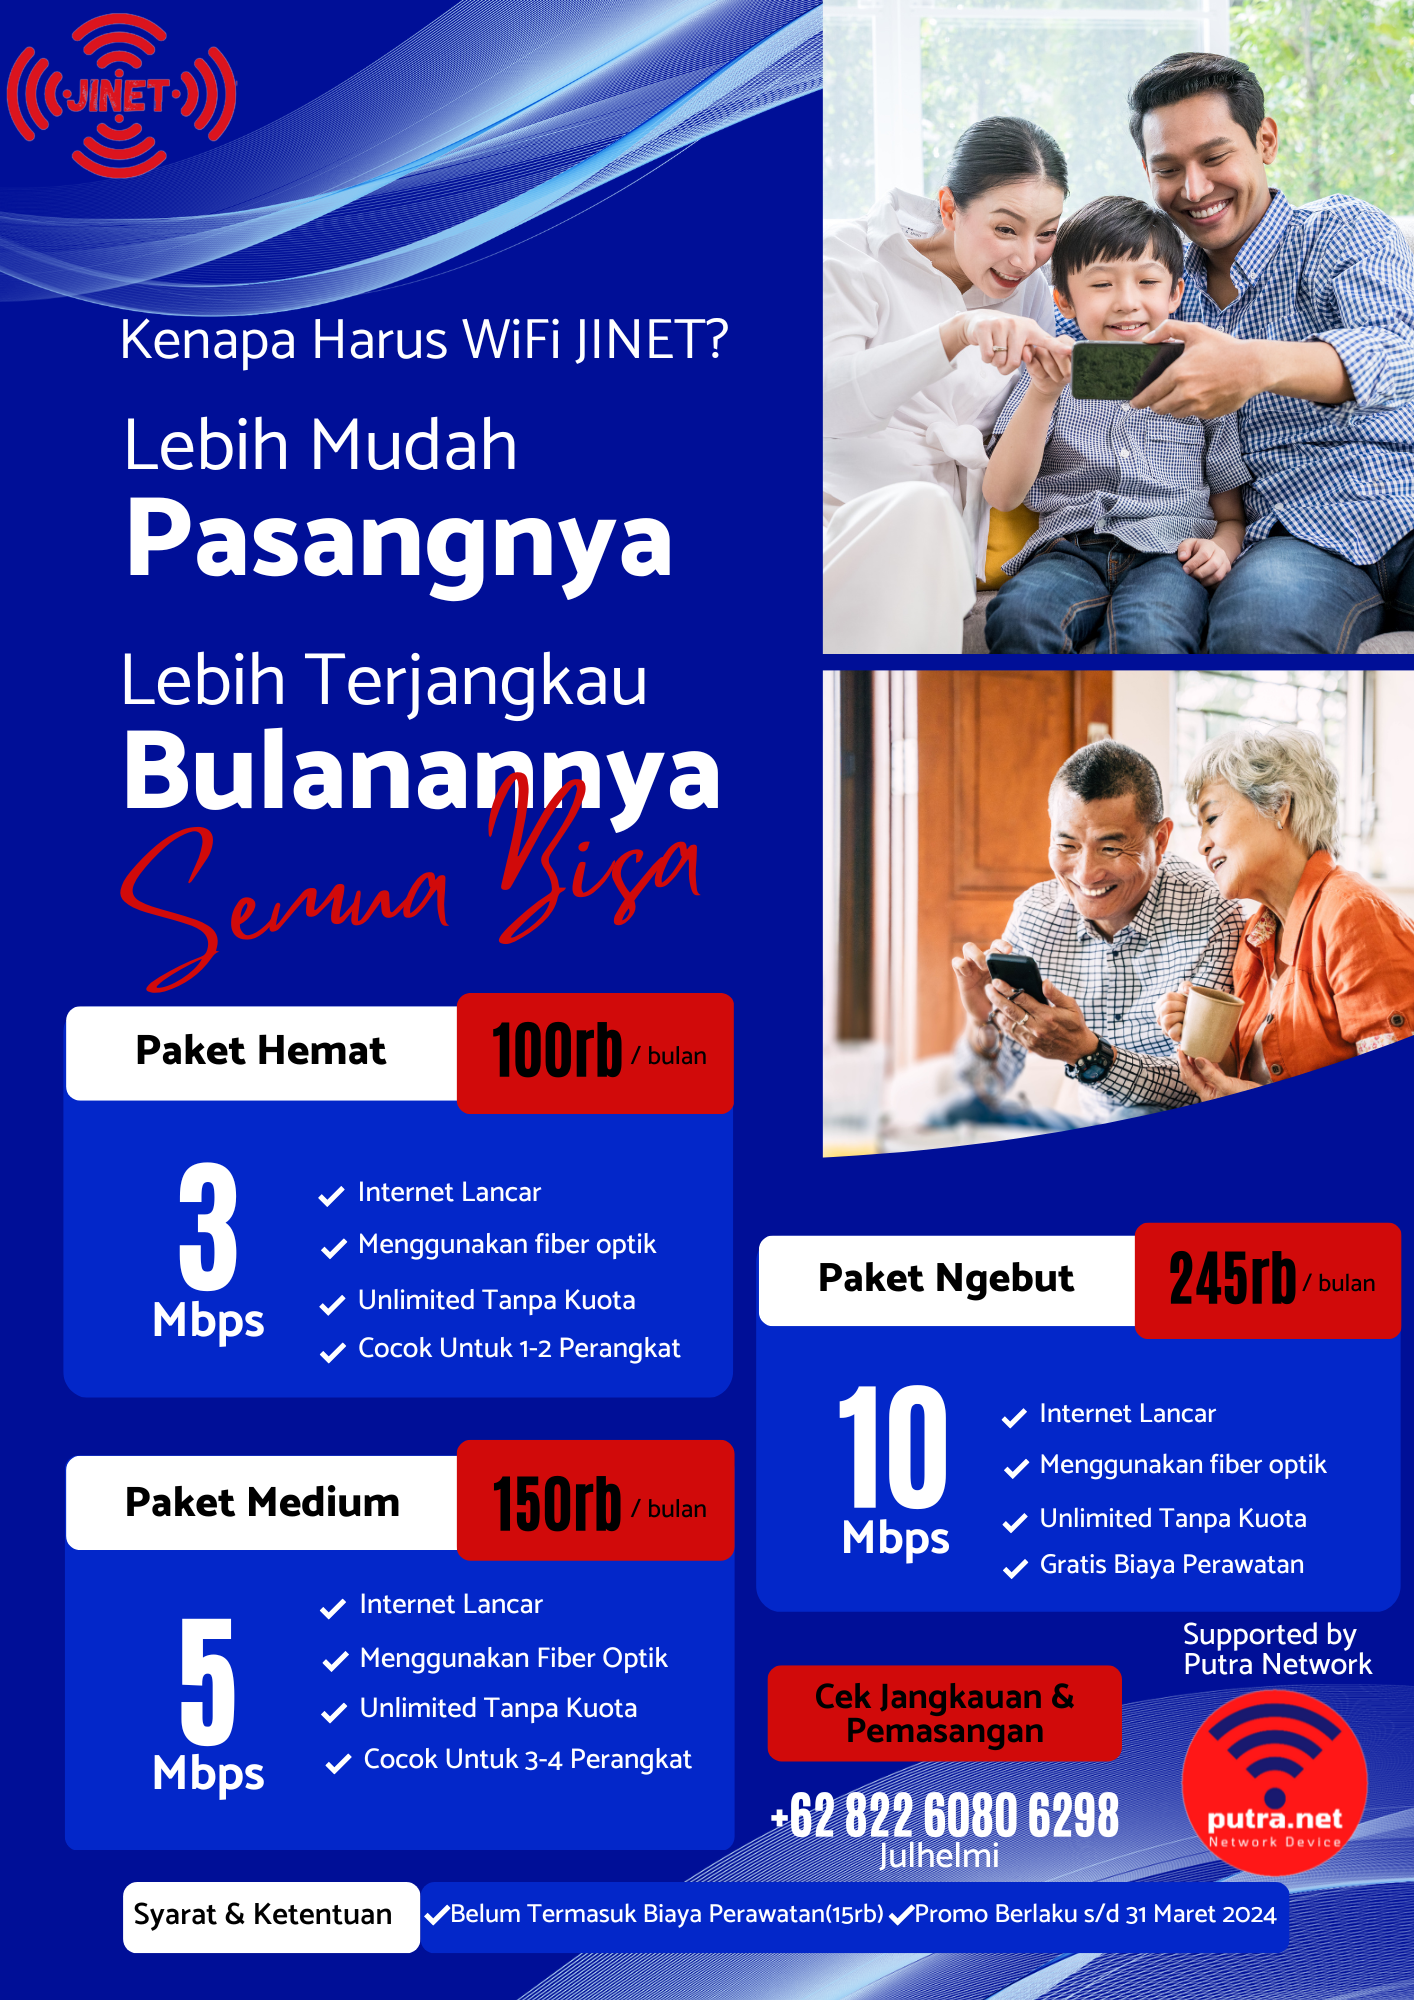 JINET
Kenapa Harus WiFi JINET?
Lebih Mudah
Pasangnya
Lebih Terjangkau
Bulanannya
Semua Bisa
Paket Hemat
100rb / bulan
3
Mbps
Internet Lancar
Menggunakan fiber optik
Unlimited Tanpa Kuota
Cocok Untuk 1-2 Perangkat
Paket Medium
150rb / bulan
5
Mbps
Internet Lancar
Menggunakan Fiber Optik
Unlimited Tanpa Kuota
Cocok Untuk 3-4 Perangkat
Paket Ngebut
245rb / bulan
10
Mbps
Internet Lancar
Menggunakan fiber optik
Unlimited Tanpa Kuota
Gratis Biaya Perawatan
Cek Jangkauan &
Pemasangan
+62 822 6080 6298
Julhelmi
Supported by
Putra Network
putra.net
Network Device
Syarat & Ketentuan
Belum Termasuk Biaya Perawatan(15rb) Promo Berlaku s/d 31 Maret 2024